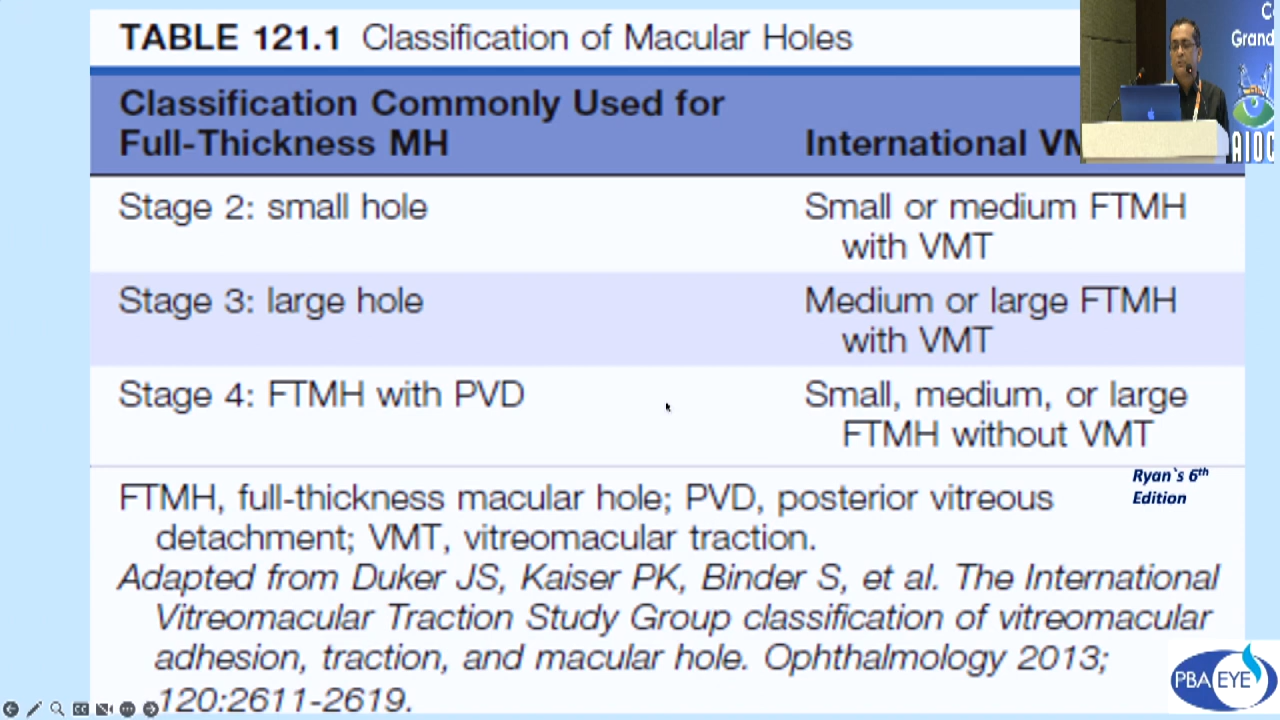 TABLE 121.1 Classification of Macular Holes
Classification Commonly Used for
Full-Thickness MH
International
Stage 2: small hole
Small or medium FTMH
with VMT
Stage 3: large hole
Medium or large FTMH
with VMT
Stage 4: FTMH with PVD
Small, medium, or large
FTMH without VMT
Ryan`s 6th
Edition
FTMH, full-thickness macular hole; PVD, posterior vitreous
detachment; VMT, vitreomacular traction.
Adapted from Duker JS, Kaiser PK, Binder S, et al. The International
Vitreomacular Traction Study Group classification of vitreomacular
adhesion, traction, and macular hole. Ophthalmology 2013;
120:2611-2619.
Grand
AIOC
PBA EYE
CC